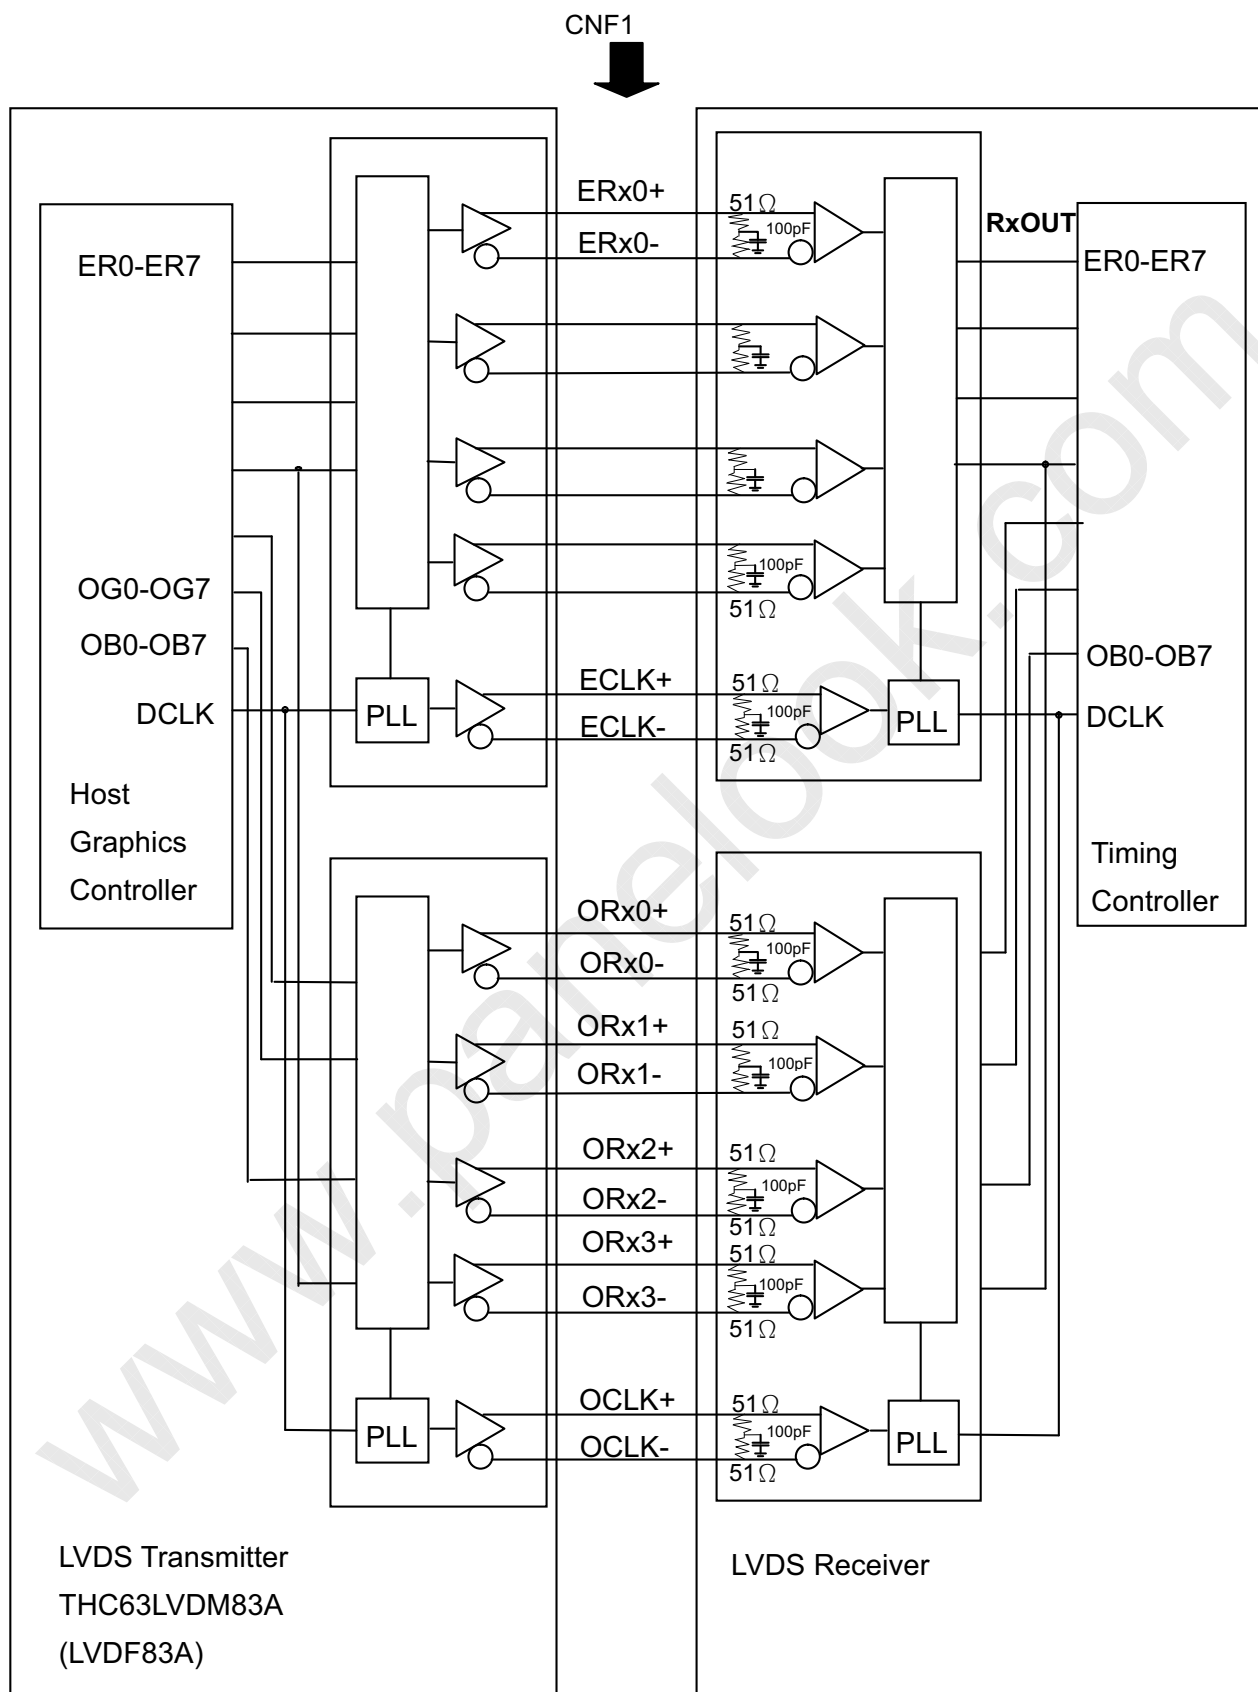 CNF1
ERx0+
51Ω
100pF
ERx0-
RxOUT
ER0-ER7
ER0-ER7
100pF
51Ω
OG0-OG7
OB0-OB7
OB0-OB7
ECLK+
51Ω
DCLK
PLL
100pF
PLL
DCLK
ECLK-
51Ω
Host
Graphics
Controller
Timing
Controller
ORx0+
51Ω
100pF
ORx0-
51Ω
ORx1+
51Ω
100pF
ORx1-
ORx2+
51Ω
100pF
ORx2-
51Ω
ORx3+
51Ω
100pF
ORx3-
51Ω
OCLK+
51Ω
PLL
100pF
PLL
OCLK-
51Ω
LVDS Transmitter
THC63LVDM83A
(LVDF83A)
LVDS Receiver
www.panelook.com